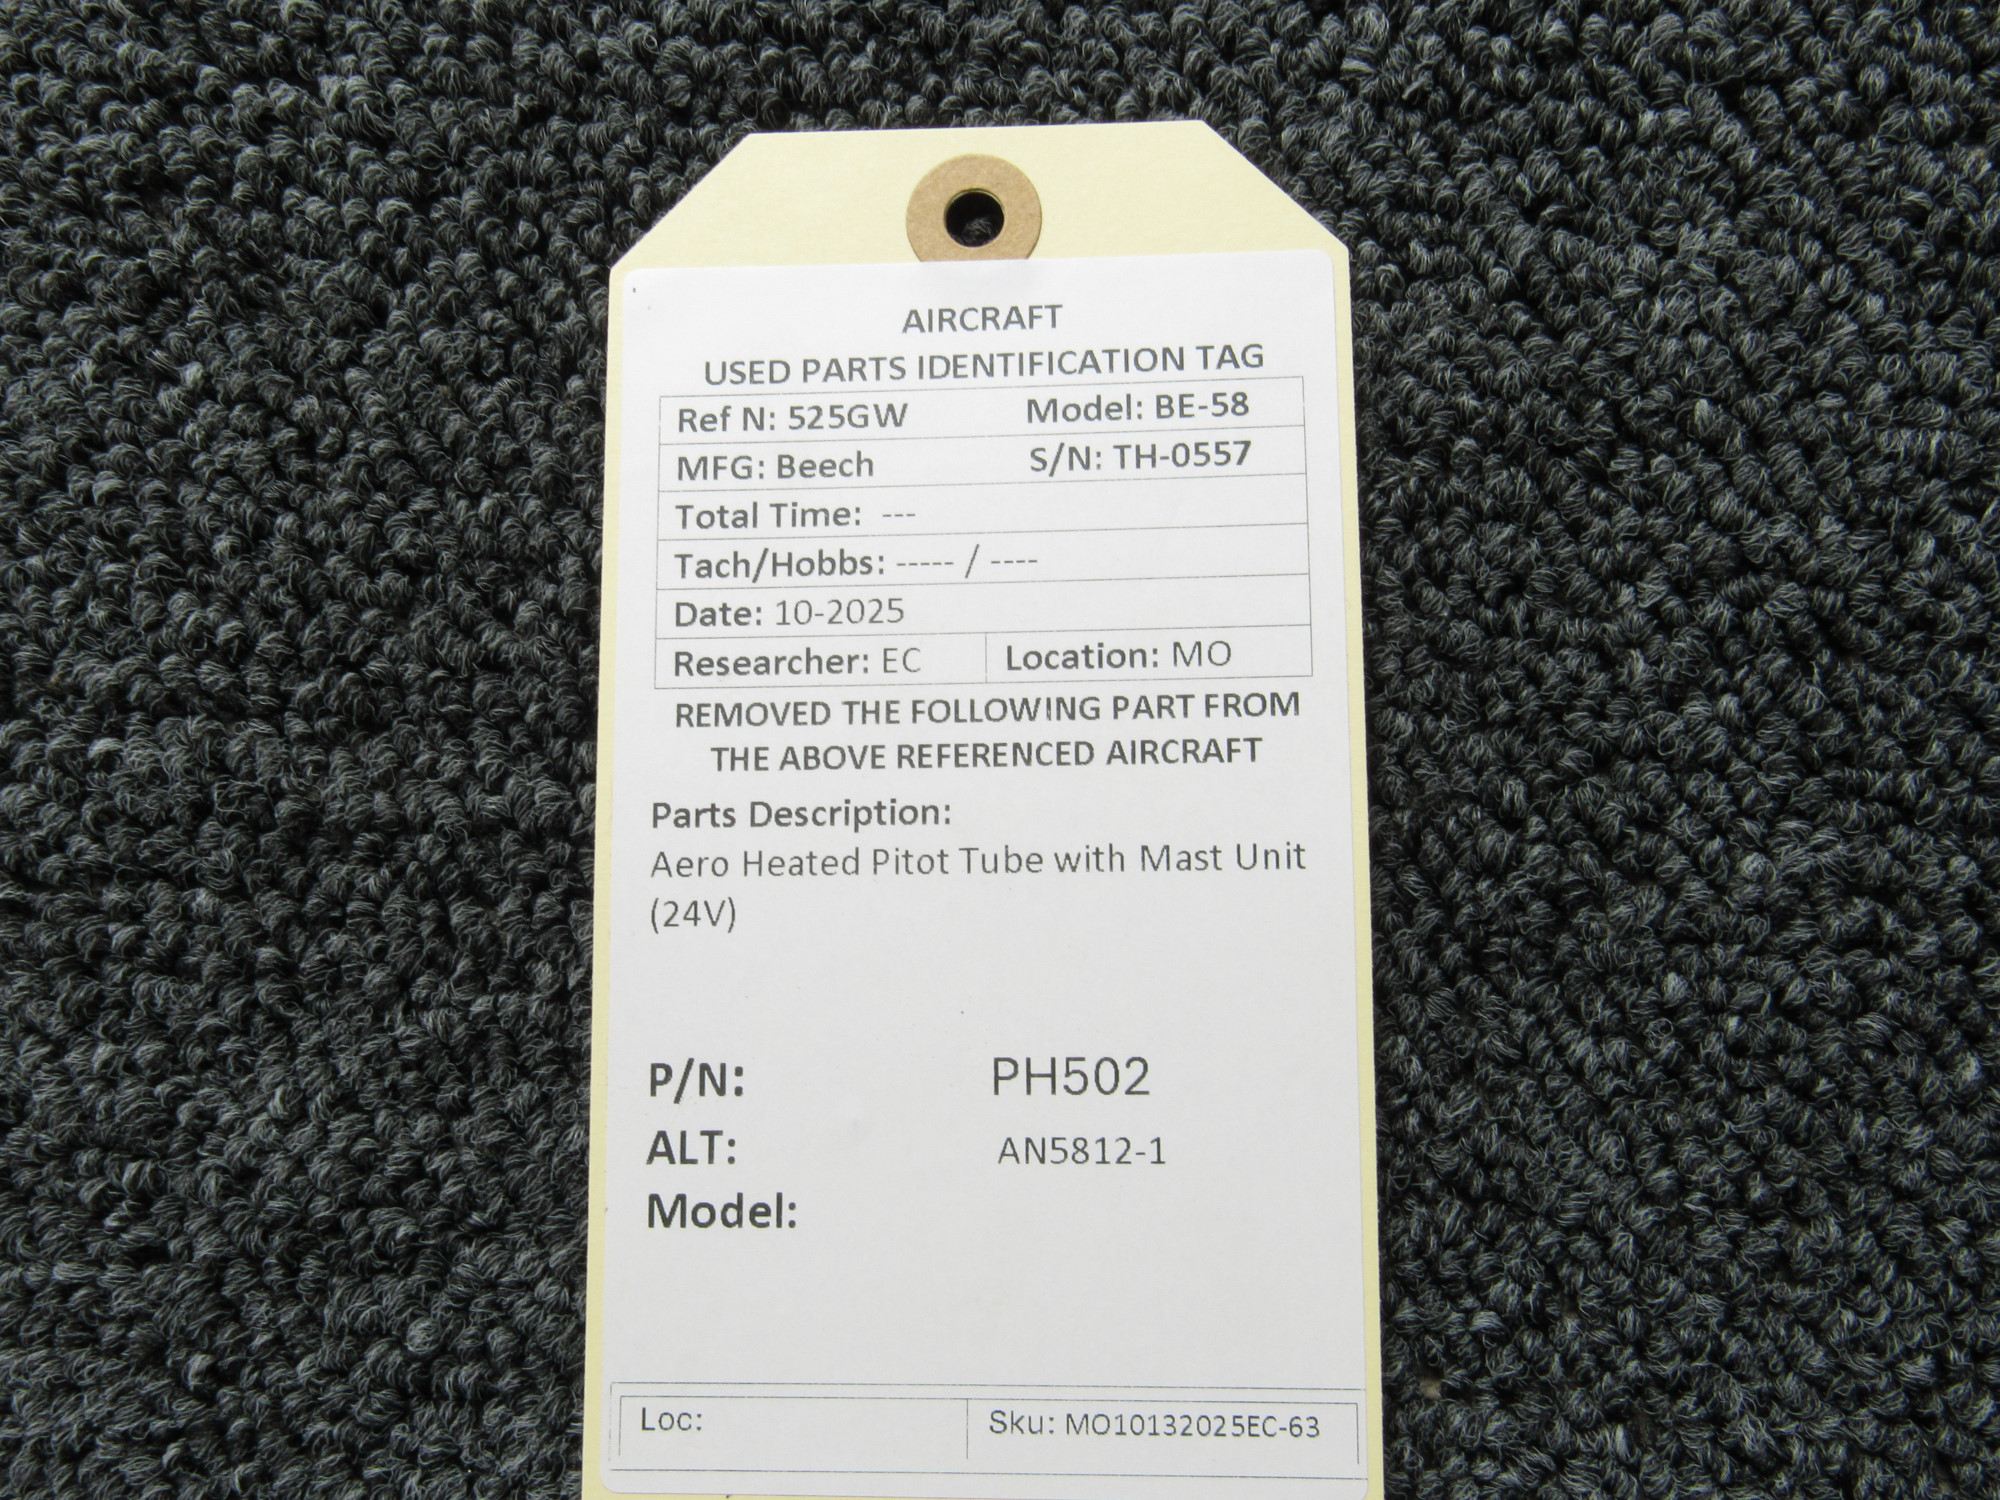 AIRCRAFT
USED PARTS IDENTIFICATION TAG
Ref N: 525GW Model: BE-58
MFG: Beech S/N: TH-0557
Total Time: ---
Tach/Hobbs: ----- / ----
Date: 10-2025
Researcher: EC Location: MO
REMOVED THE FOLLOWING PART FROM
THE ABOVE REFERENCED AIRCRAFT
Parts Description:
Aero Heated Pitot Tube with Mast Unit
(24V)
P/N: PH502
ALT: AN5812-1
Model:
Loc: Sku: MO10132025EC-63